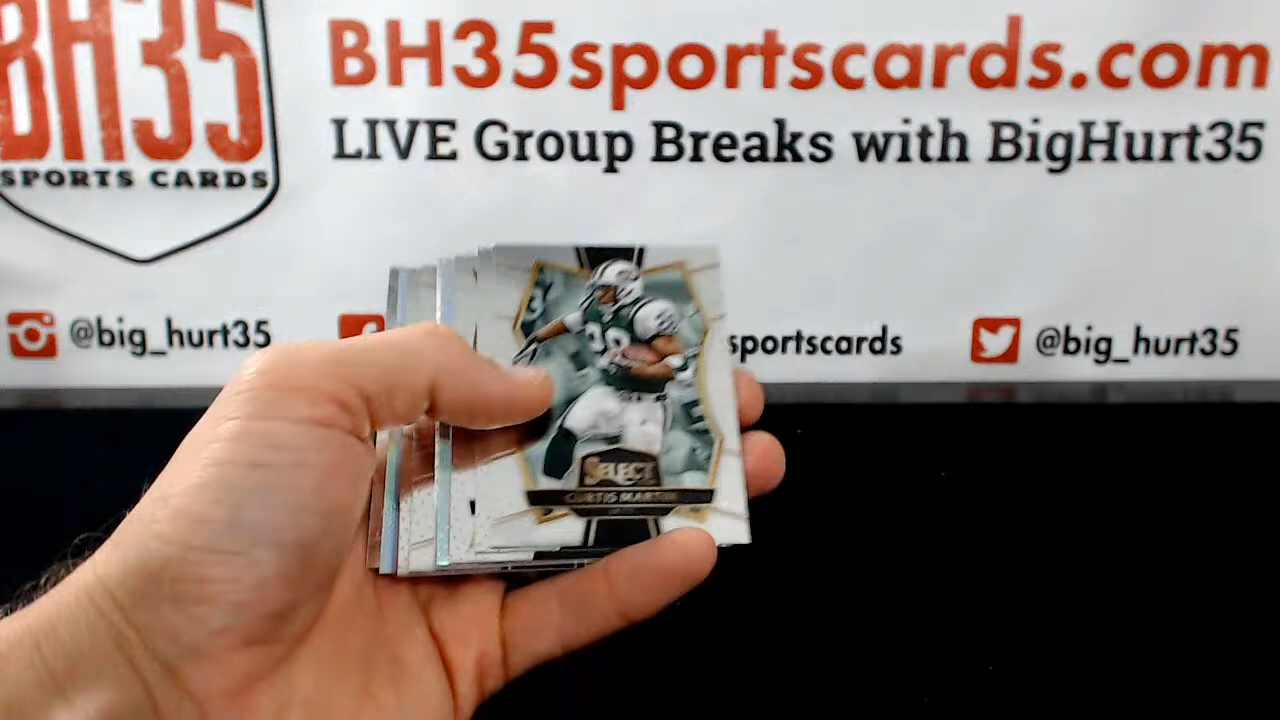 BH35
SPORTS CARDS
BH35sportscards.com
LIVE Group Breaks with BigHurt35
@big_hurt35
sportscards
@big_hurt35
SELECT
CURTIS MARTIN